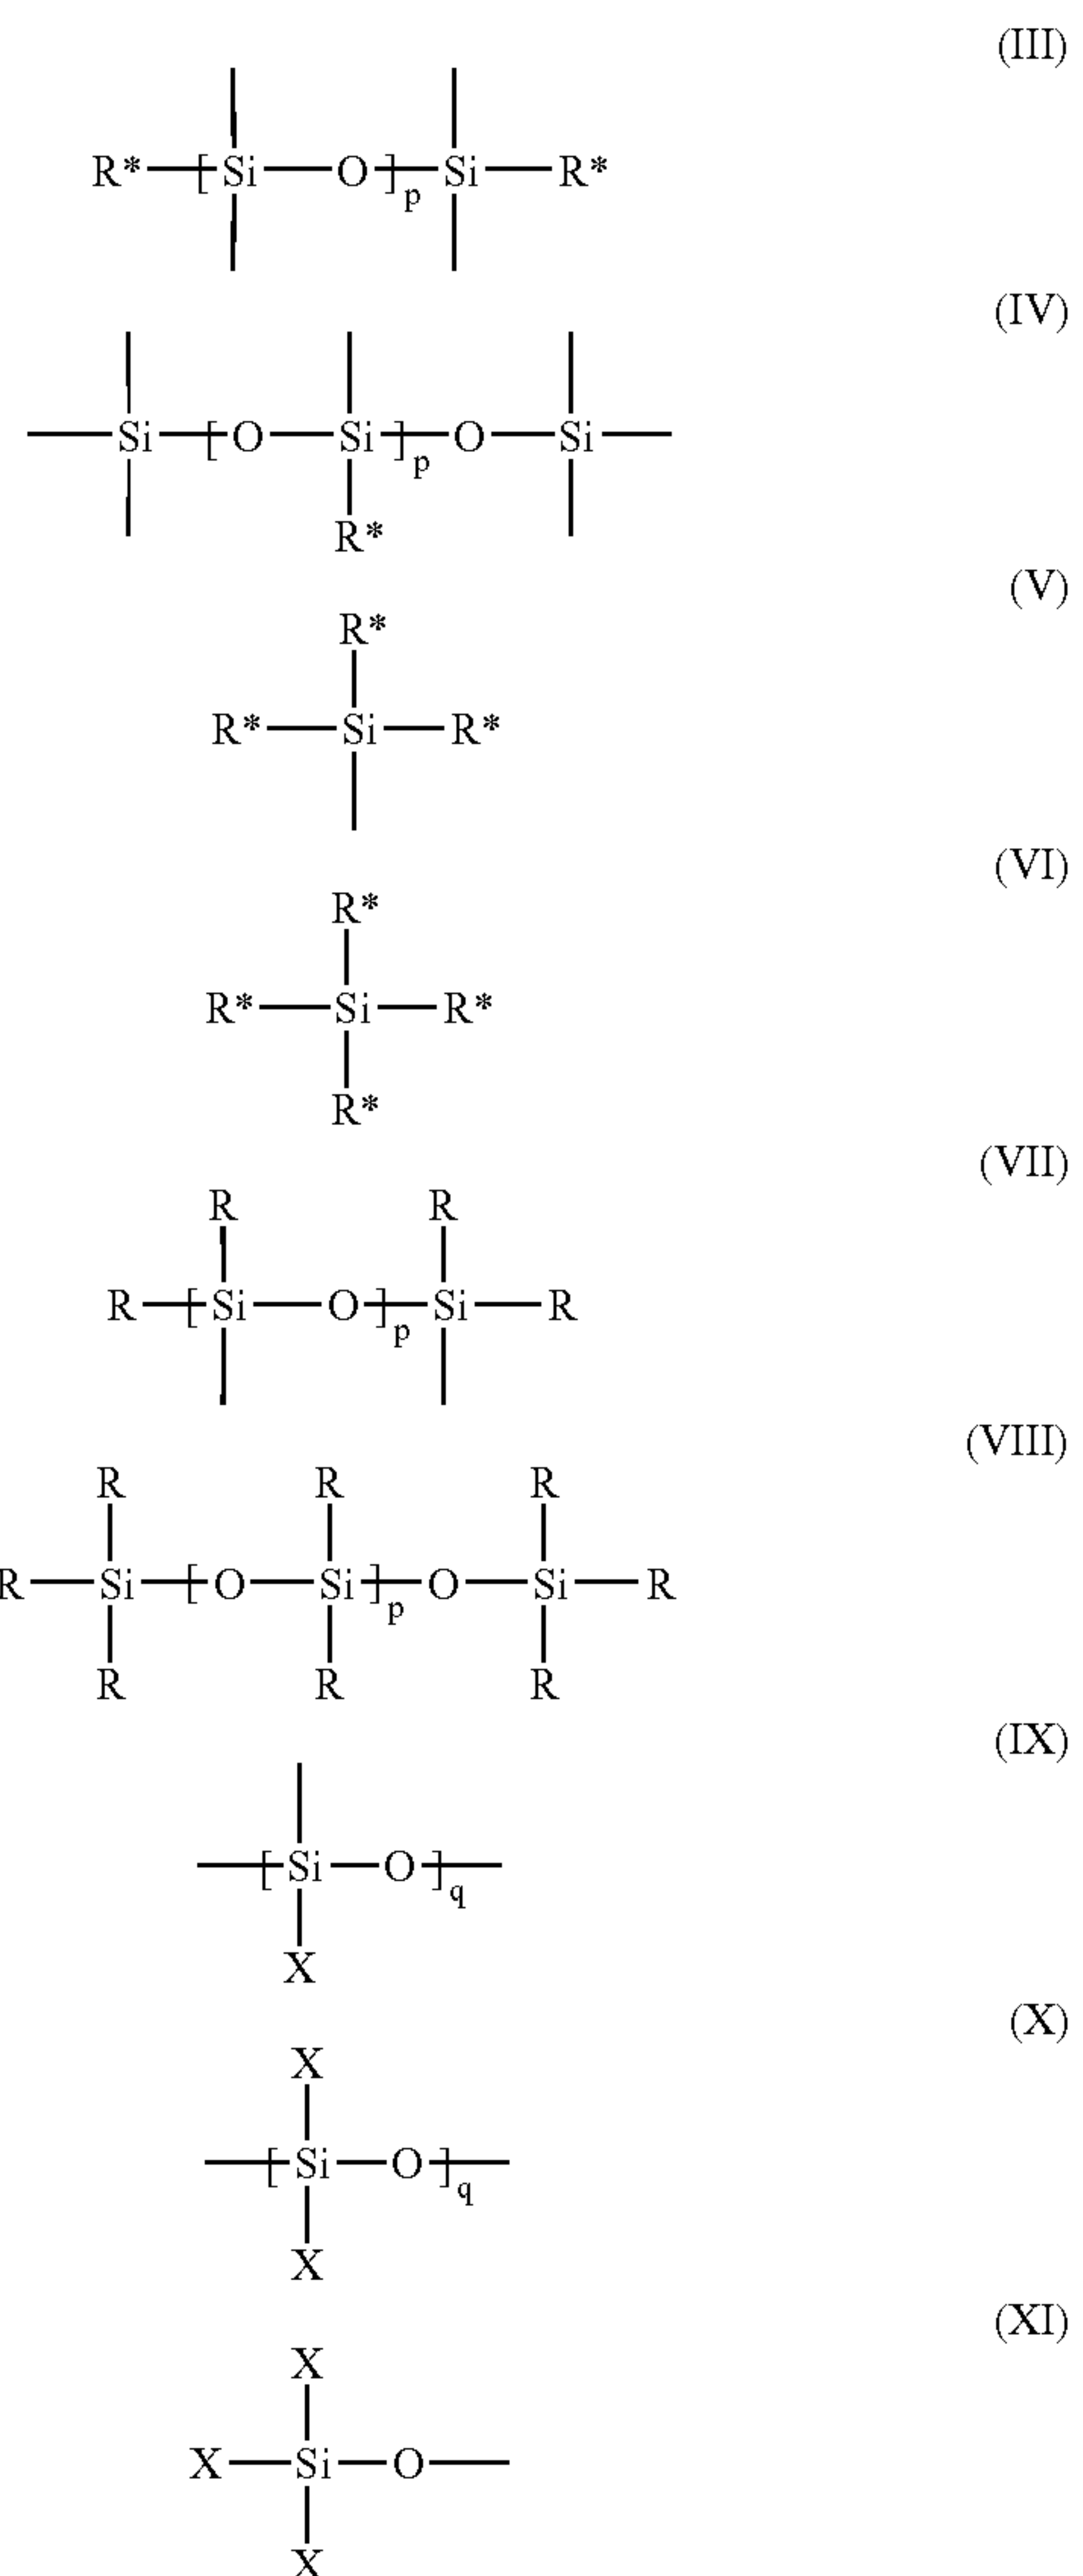 (III)
R* [ Si O ]p Si R*
(IV)
Si [ O Si ]p O Si
R*
(V)
R*
R* Si R*
(VI)
R*
R* Si R*
R*
(VII)
R R
R [ Si O ]p Si R
(VIII)
R R R
R Si [ O Si ]p O Si R
R R R
(IX)
[ Si O ]q
X
(X)
X
[ Si O ]q
X
(XI)
X
X Si O
X